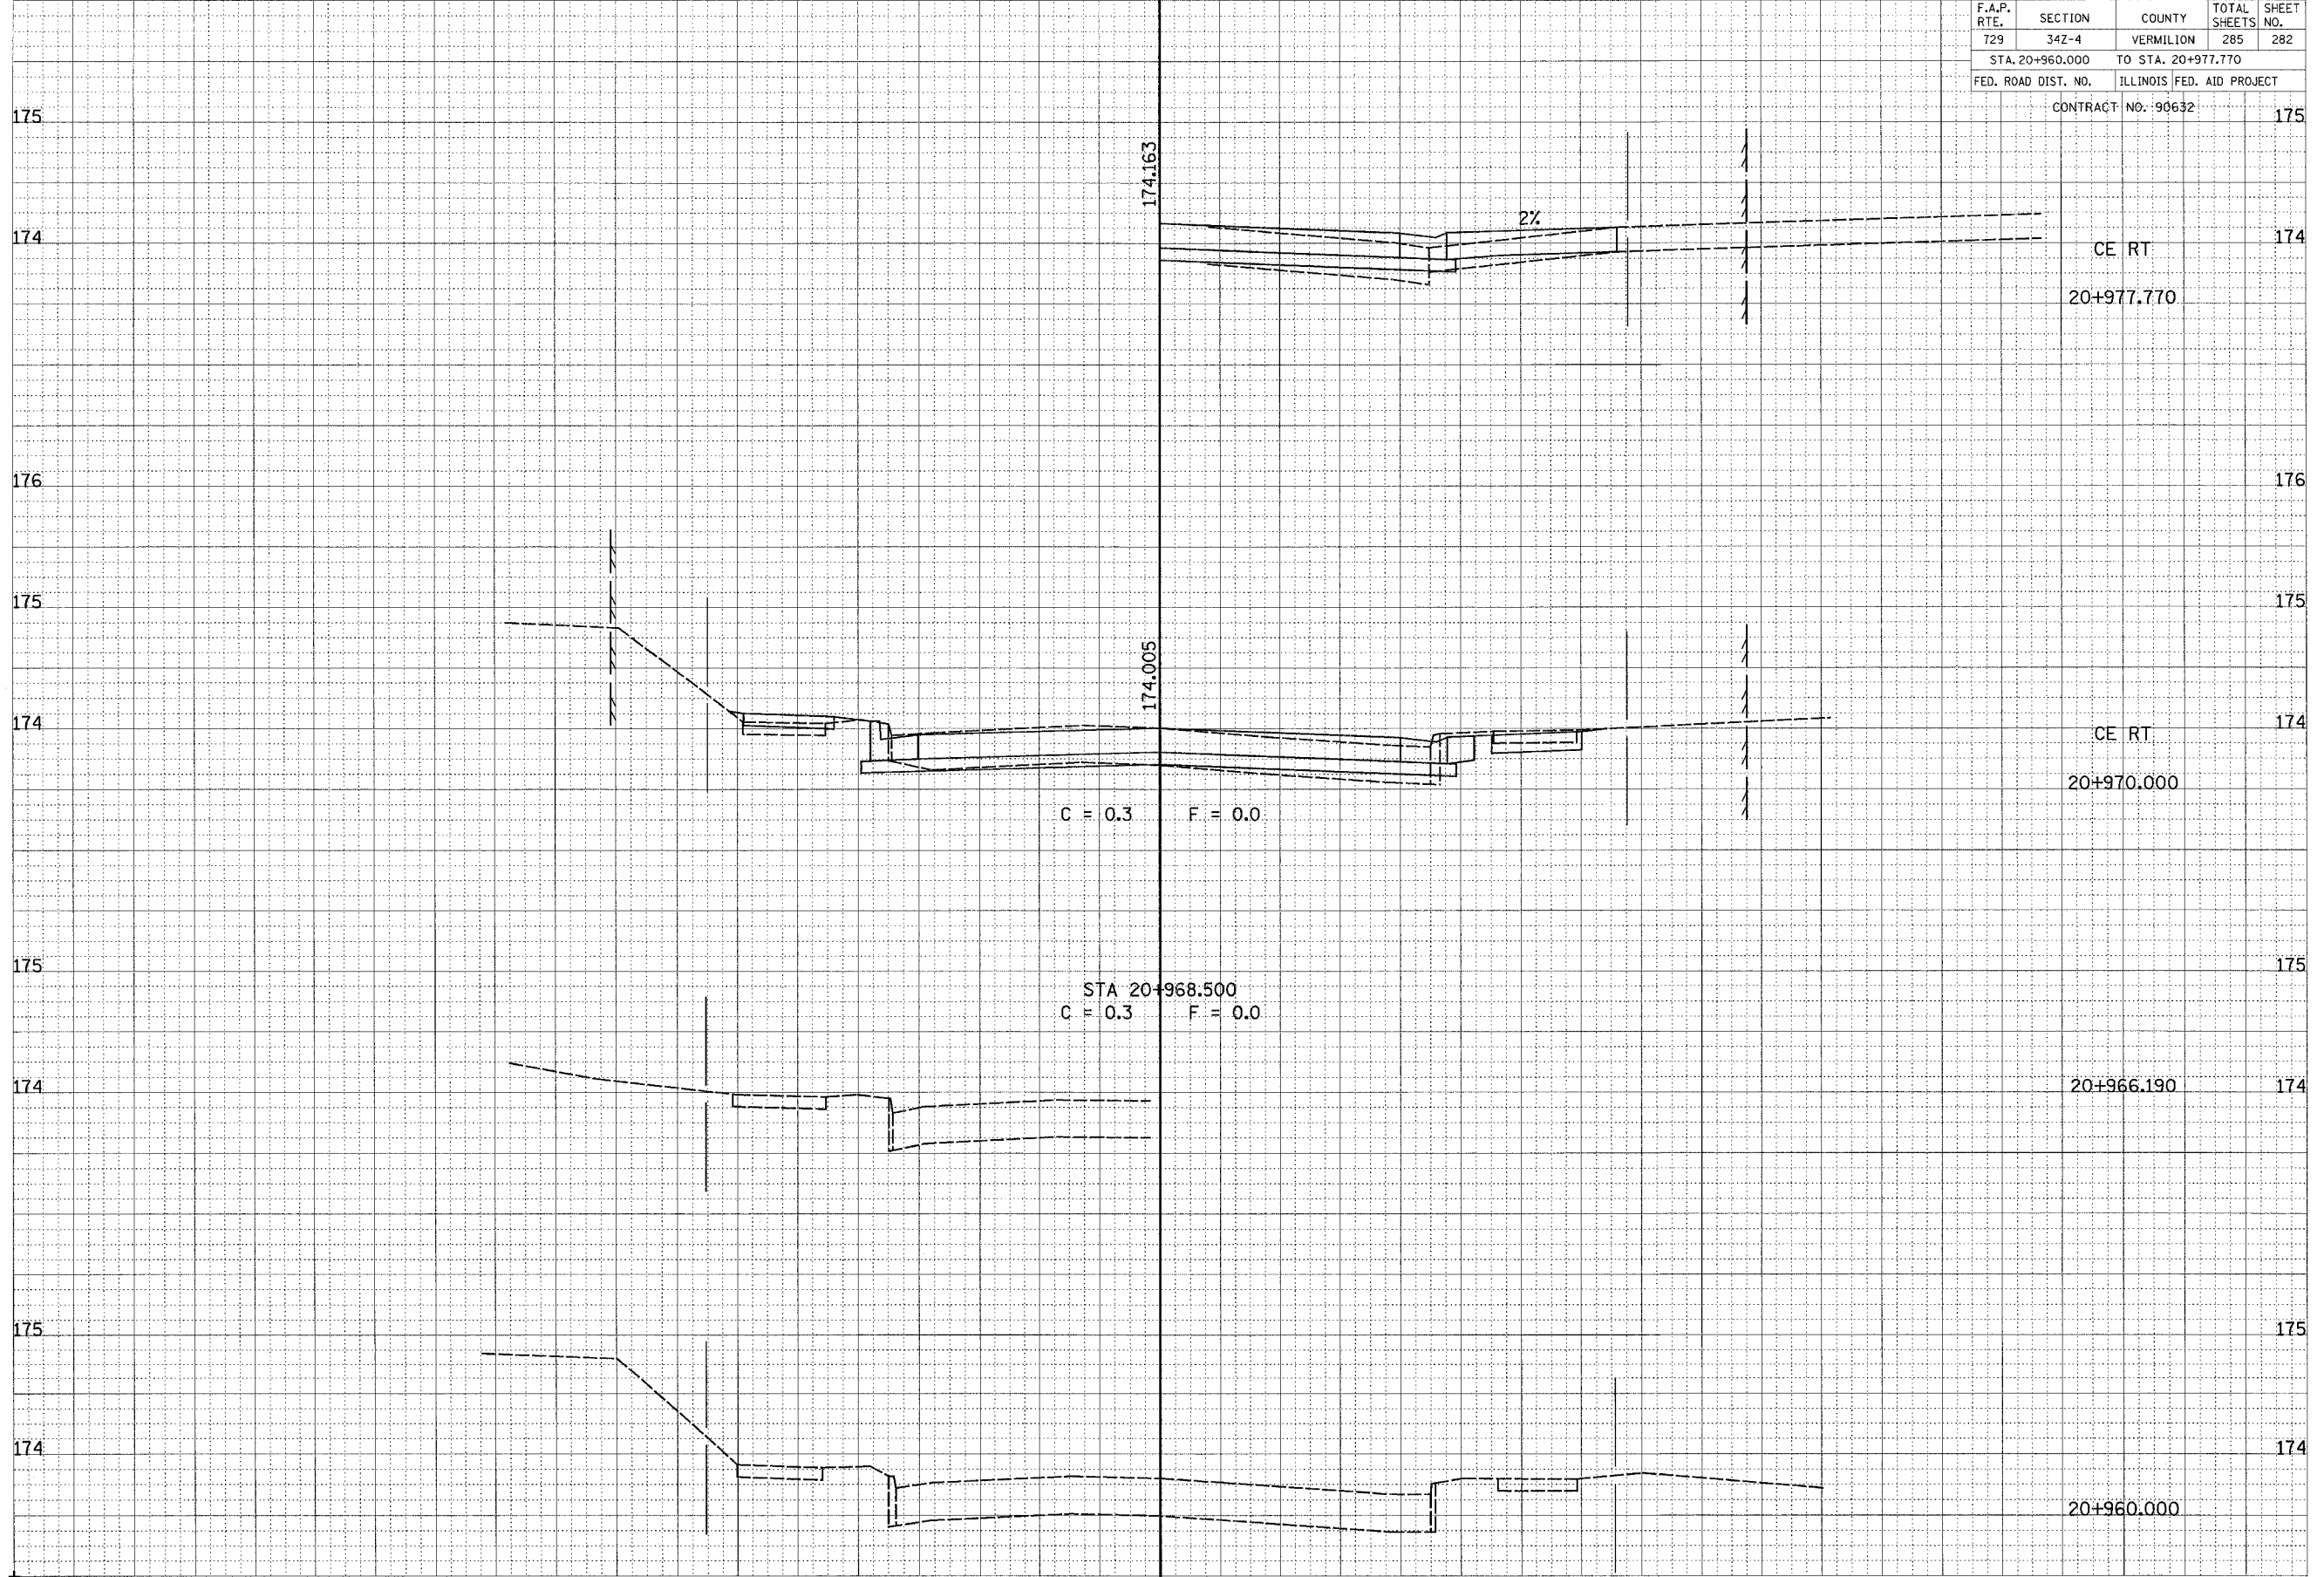 F.A.P. RTE. SECTION COUNTY TOTAL SHEETS SHEET NO.
729 34Z-4 VERMILION 285 282
STA. 20+960.000 TO STA. 20+977.770
FED. ROAD DIST. NO. ILLINOIS FED. AID PROJECT
CONTRACT NO. 90632
175 175
174.163
2%
174 174
CE RT
20+977.770
176 176
175 175
174.005
174 174
CE RT
20+970.000
C = 0.3 F = 0.0
175 175
STA 20+968.500
C = 0.3 F = 0.0
174 20+966.190 174
175 175
174 174
20+960.000